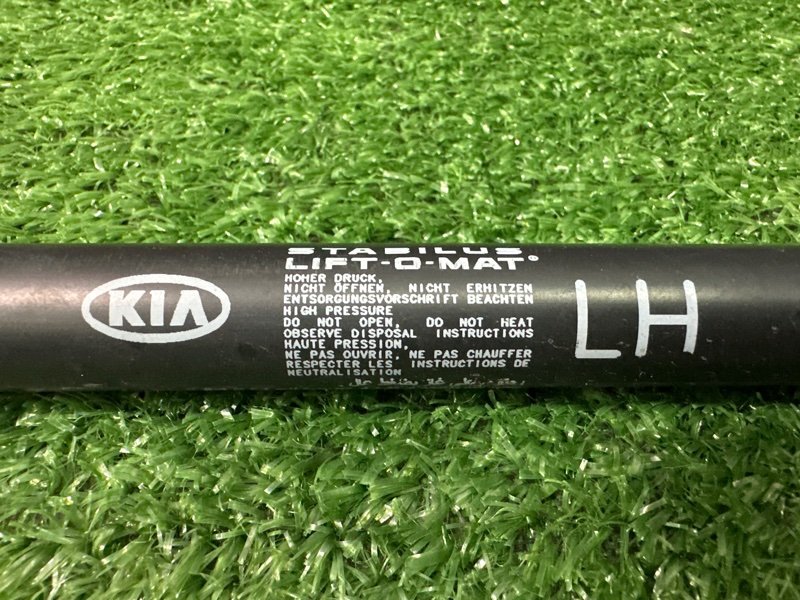 KIA
STABILUS
LIFT-O-MAT®
HOHER DRUCK,
NICHT ÖFFNEN, NICHT ERHITZEN
ENTSORGUNGSVORSCHRIFT BEACHTEN
HIGH PRESSURE
DO NOT OPEN, DO NOT HEAT
OBSERVE DISPOSAL INSTRUCTIONS
HAUTE PRESSION,
NE PAS OUVRIR, NE PAS CHAUFFER
RESPECTER LES INSTRUCTIONS DE
NEUTRALISATION
LH